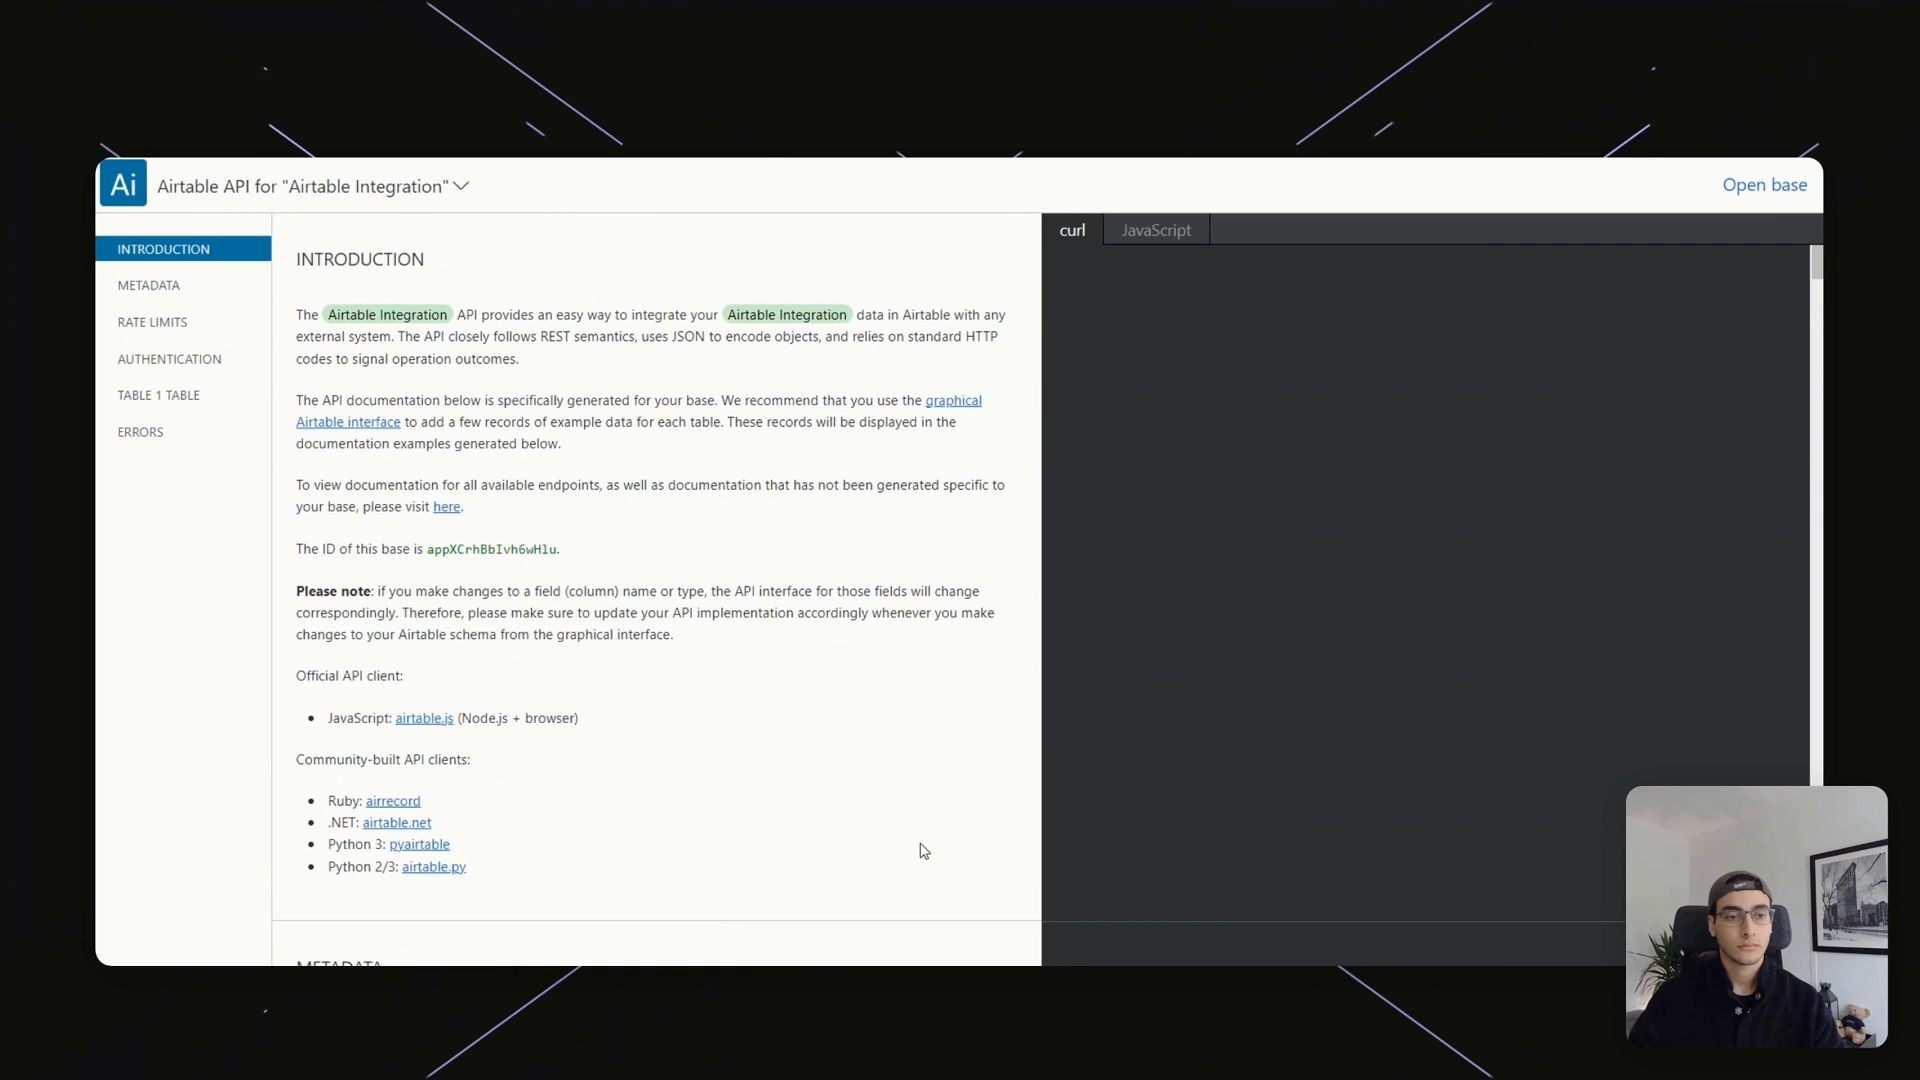 Ai Airtable API for "Airtable Integration"
Open base
INTRODUCTION
METADATA
RATE LIMITS
AUTHENTICATION
TABLE 1 TABLE
ERRORS
INTRODUCTION
The Airtable Integration API provides an easy way to integrate your Airtable Integration data in Airtable with any
external system. The API closely follows REST semantics, uses JSON to encode objects, and relies on standard HTTP
codes to signal operation outcomes.
The API documentation below is specifically generated for your base. We recommend that you use the graphical
Airtable interface to add a few records of example data for each table. These records will be displayed in the
documentation examples generated below.
To view documentation for all available endpoints, as well as documentation that has not been generated specific to
your base, please visit here.
The ID of this base is appXCrhBbIvh6wHlu.
Please note: if you make changes to a field (column) name or type, the API interface for those fields will change
correspondingly. Therefore, please make sure to update your API implementation accordingly whenever you make
changes to your Airtable schema from the graphical interface.
Official API client:
• JavaScript: airtable.js (Node.js + browser)
Community-built API clients:
• Ruby: airrecord
• .NET: airtable.net
• Python 3: pyairtable
• Python 2/3: airtable.py
METADATA
curl
JavaScript